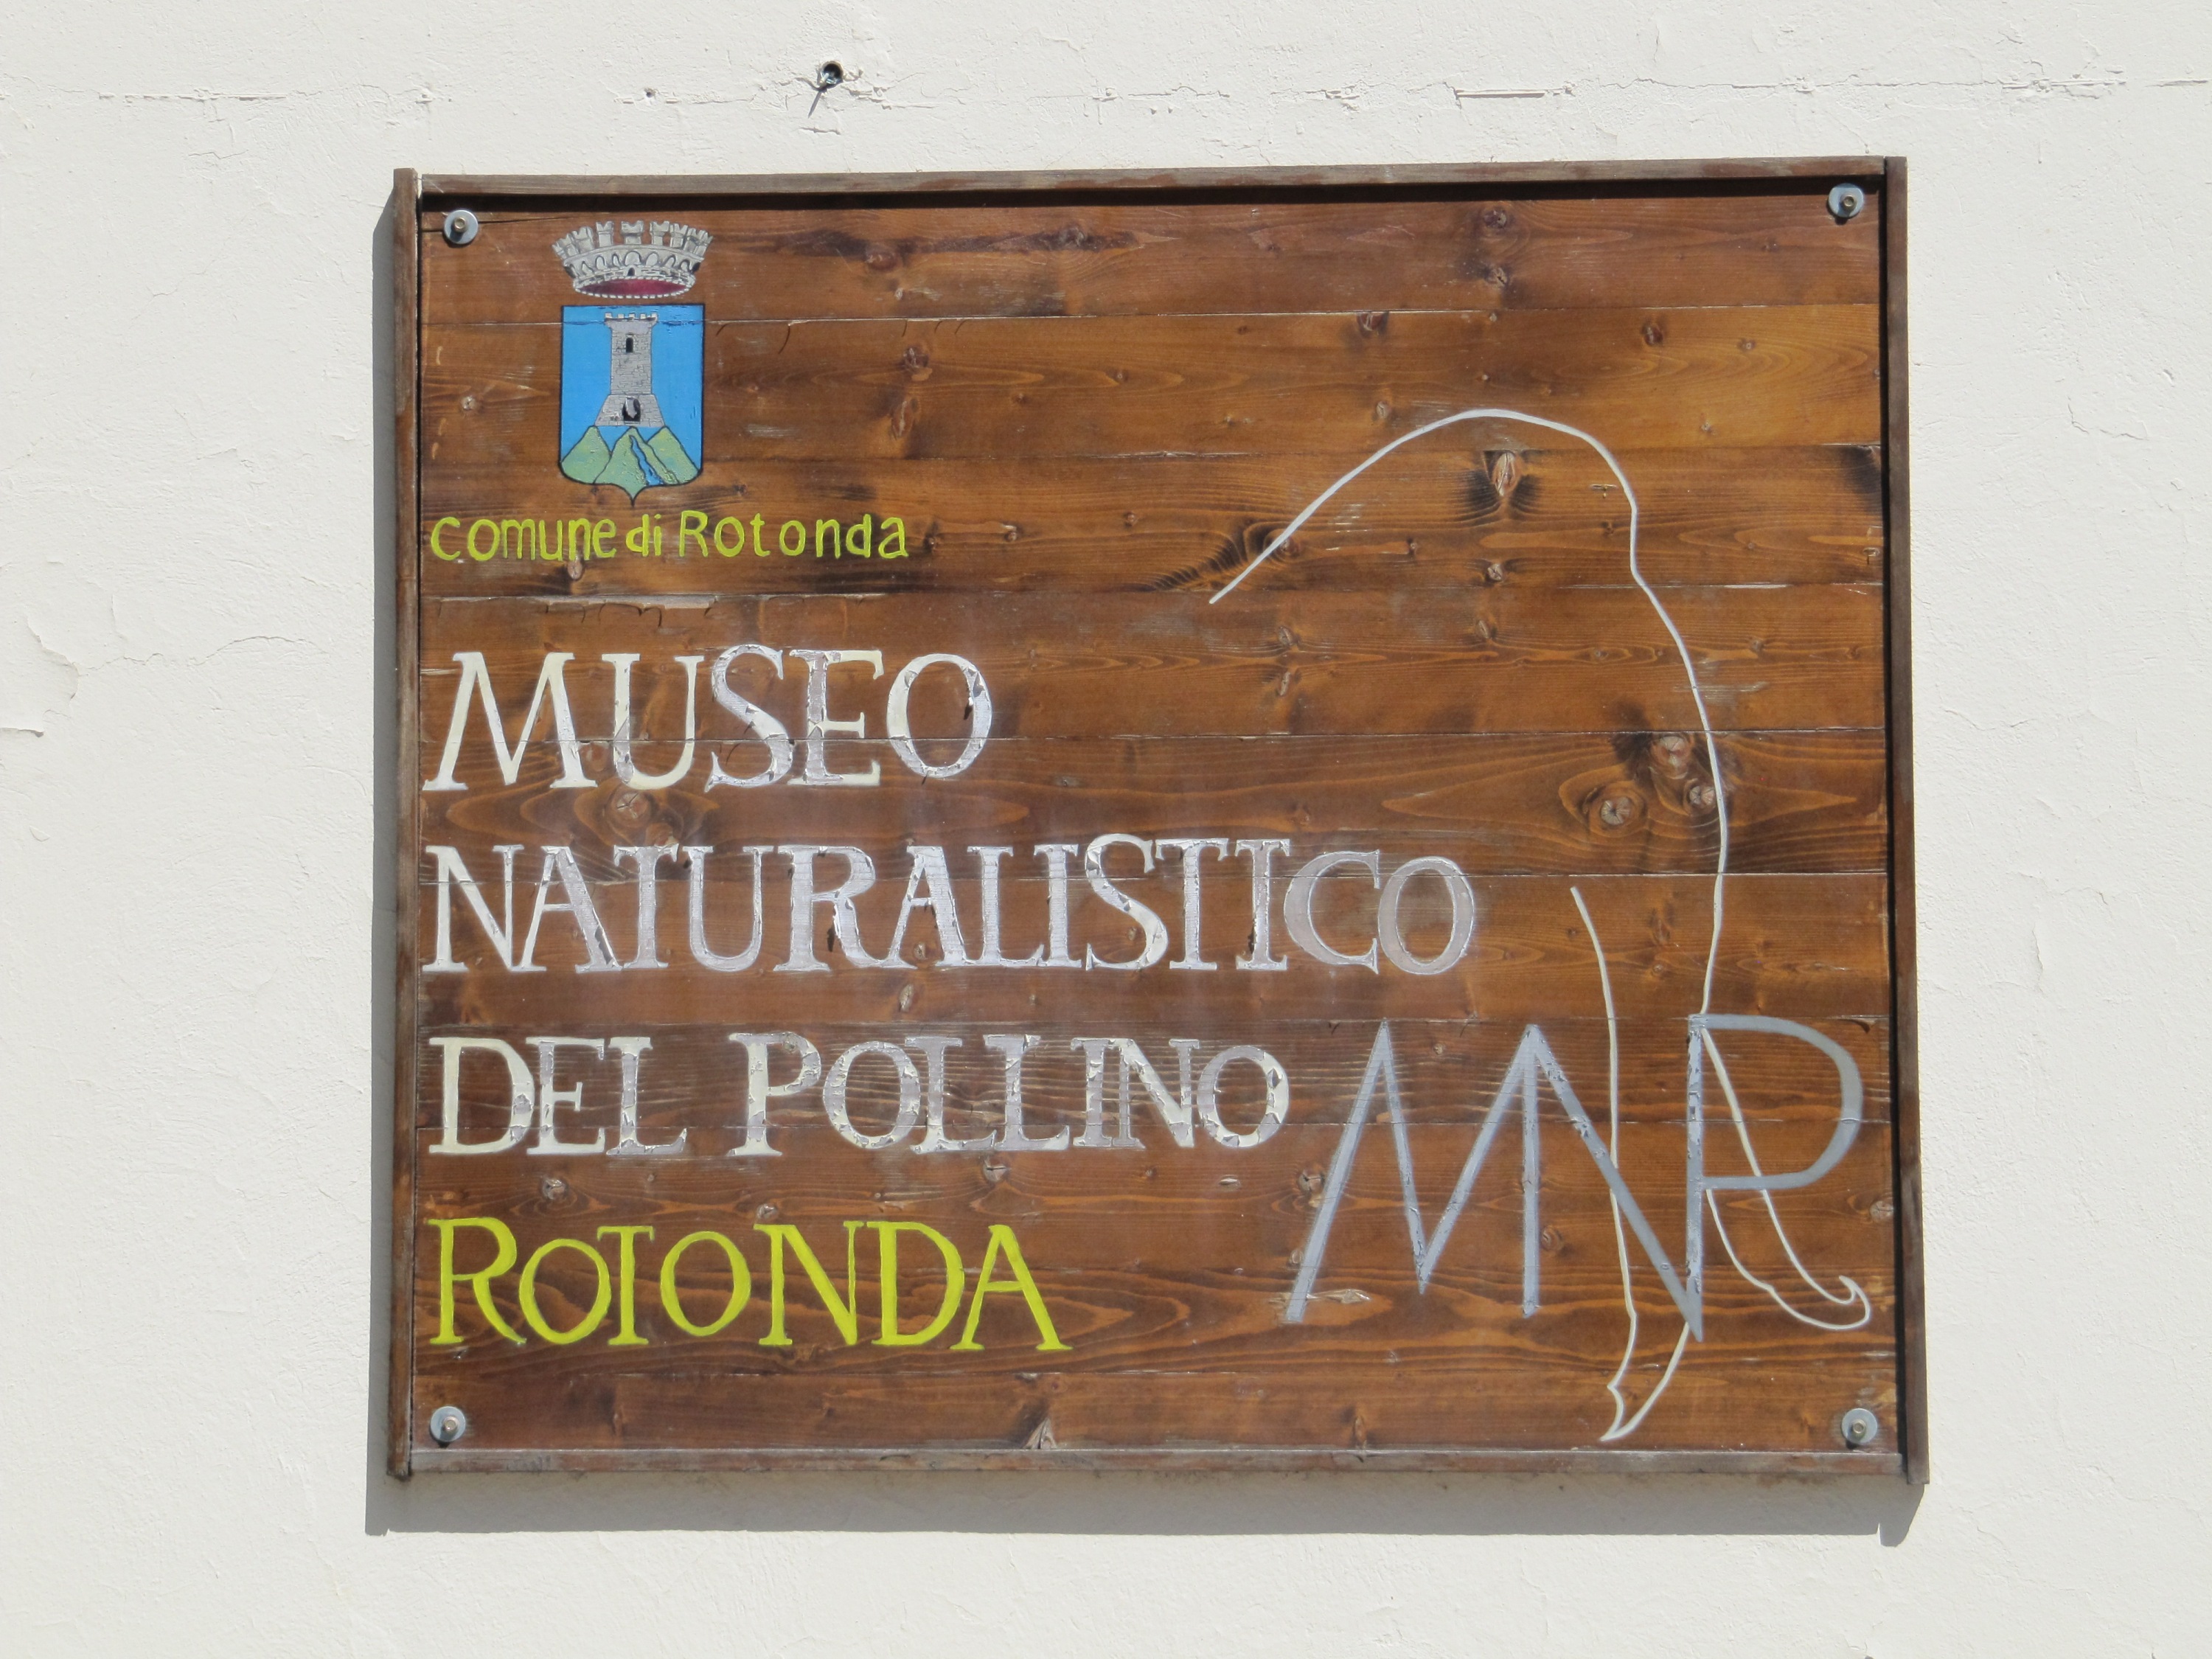 comune di Rotonda
MUSEO
NATURALISTICO
DEL POLLINO
MNP
ROTONDA